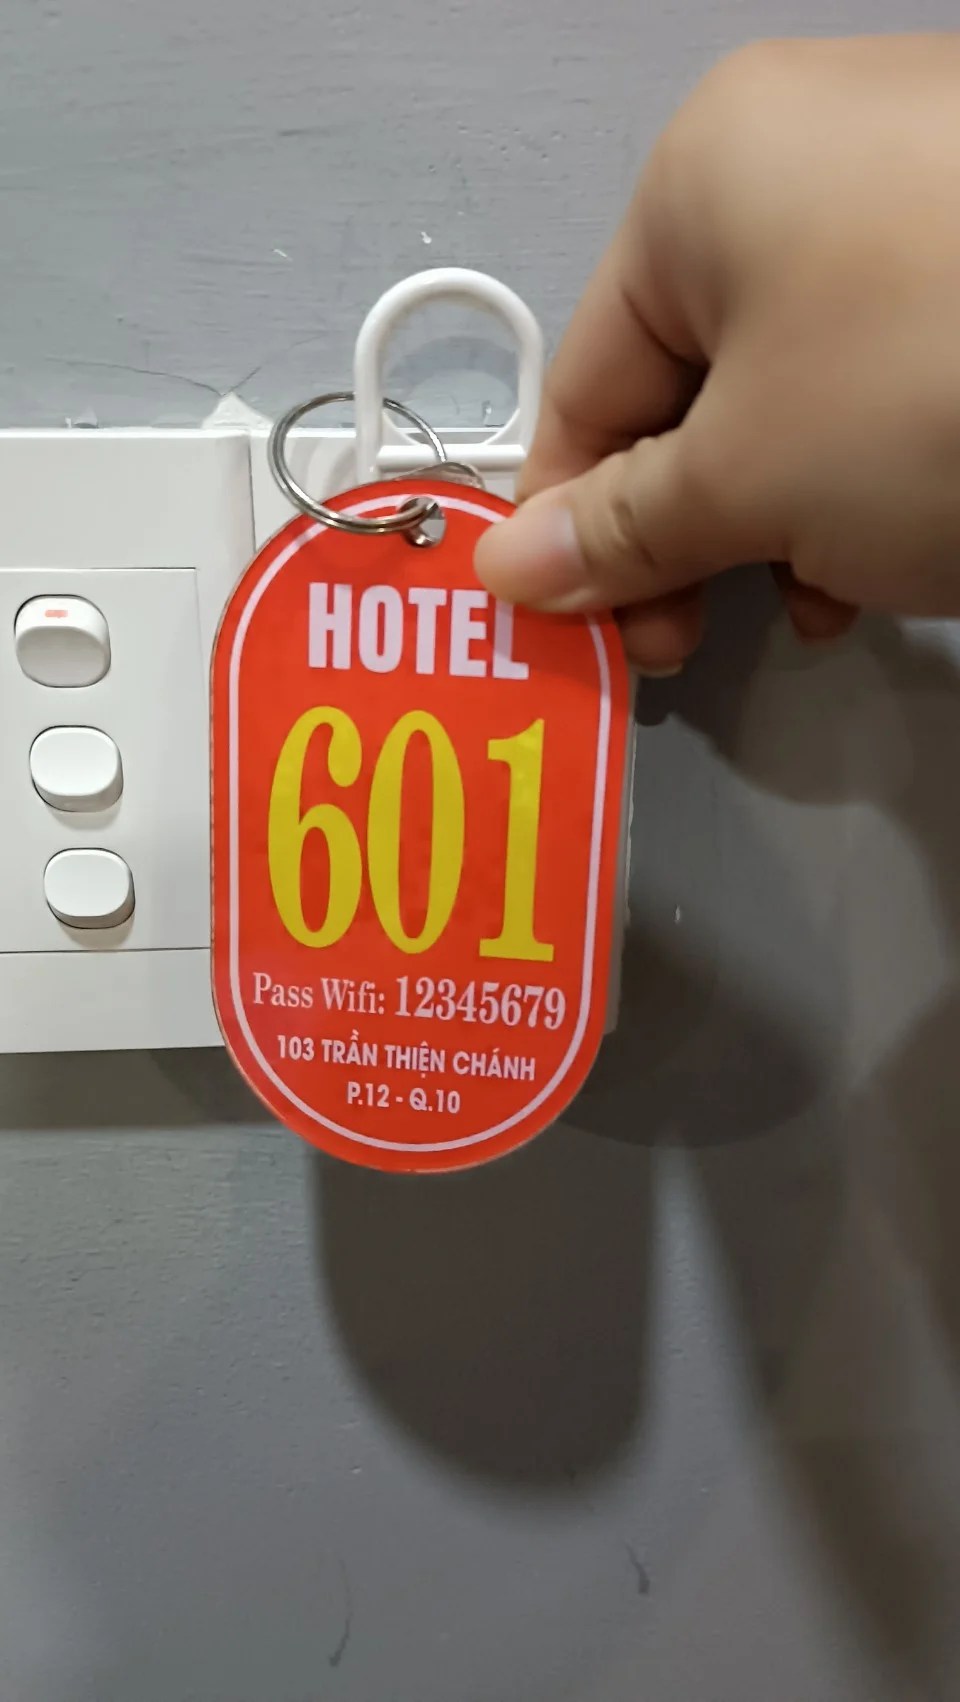 HOTEL
601
Pass Wifi: 12345679
103 TRẦN THIỆN CHÁNH
P.12 - Q.10